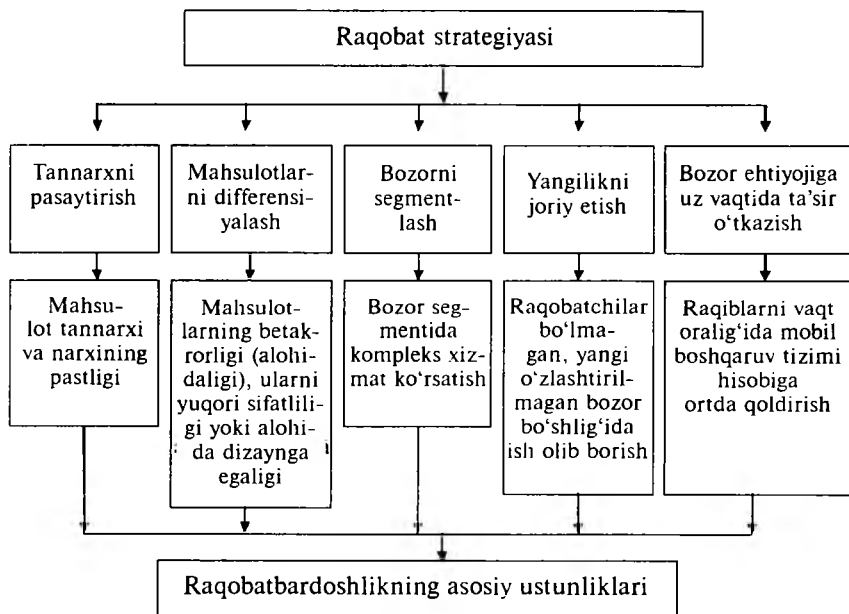 Raqobat strategiyasi
Tannarxni
pasaytirish
Mahsulotlar-
ni differensi-
yalash
Bozorni
segment-
lash
Yangilikni
joriy etish
Bozor ehtiyojiga
uz vaqtida ta'sir
o‘tkazish
Mahsu-
lot tannarxi
va narxining
pastligi
Mahsulot-
larning betak-
rorligi (alohi-
daligi), ularni
yuqori sifatlili-
gi yoki alohi-
da dizaynga
egaligi
Bozor seg-
mentida
kompleks xiz-
mat ko‘rsatish
Raqobatchilar
bo‘lma-
gan, yangi
o‘zlashtiril-
magan bozor
bo‘shlig‘ida
ish olib borish
Raqiblarni vaqt
oralig‘ida mobil
boshqaruv tizimi
hisobiga
ortda qoldirish
Raqobatbardoshlikning asosiy ustunliklari